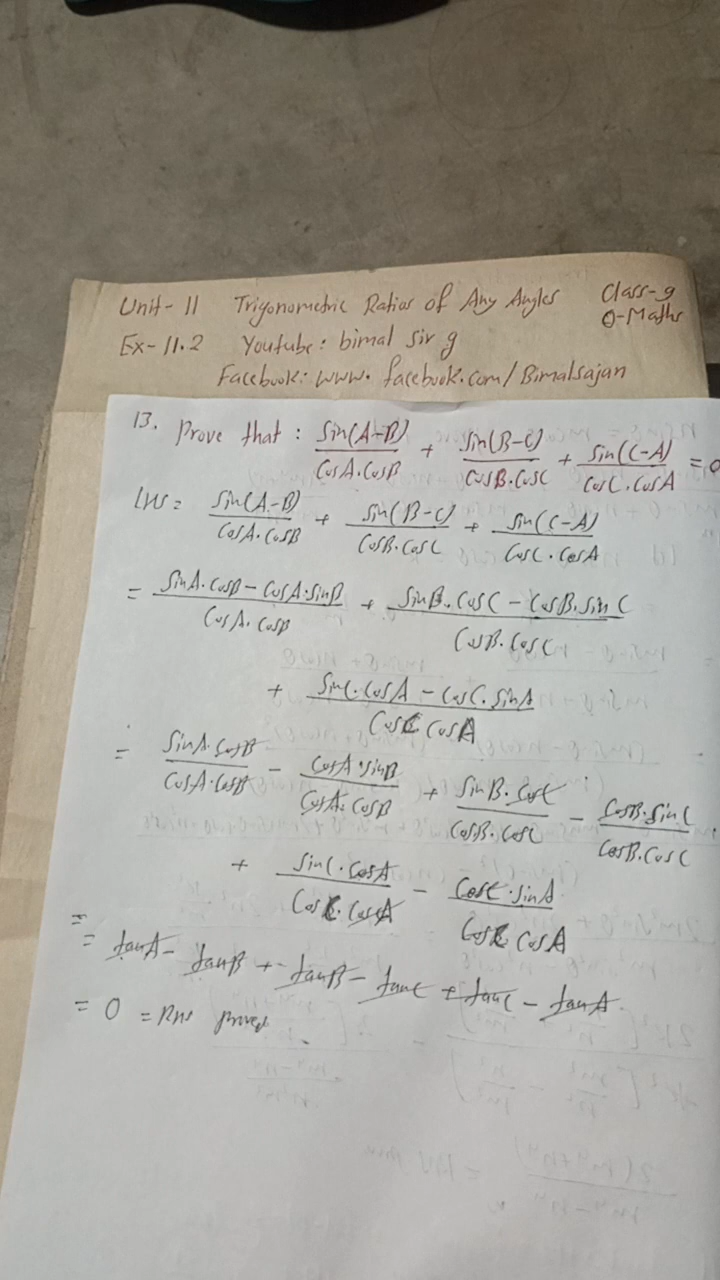 Unit-11 Trigonometric Ratios of Any Angles Class-9
O-Maths
Ex-11.2 Youtube: bimal sir g
Facebook: www.facebook.com/Bimalsajan
13. Prove that: Sin(A-B)/CosA.CosB + Sin(B-C)/CosB.CosC + Sin(C-A)/CosC.CosA = 0
LHS = Sin(A-B)/CosA.CosB + Sin(B-C)/CosB.CosC + Sin(C-A)/CosC.CosA
= SinA.CosB - CosA.SinB/CosA.CosB + SinB.CosC - CosB.SinC/CosB.CosC
+ SinC.CosA - CosC.SinA/CosC CosA
= SinA.CosB/CosA.CosB - CosA.SinB/CosA.CosB + SinB.CosC/CosB.CosC - CosB.SinC/CosB.CosC
+ SinC.CosA/CosC.CosA - CosC.SinA/CosC CosA
= tanA - tanB + tanB - tanC + tanC - tanA
= 0 = RHS proved